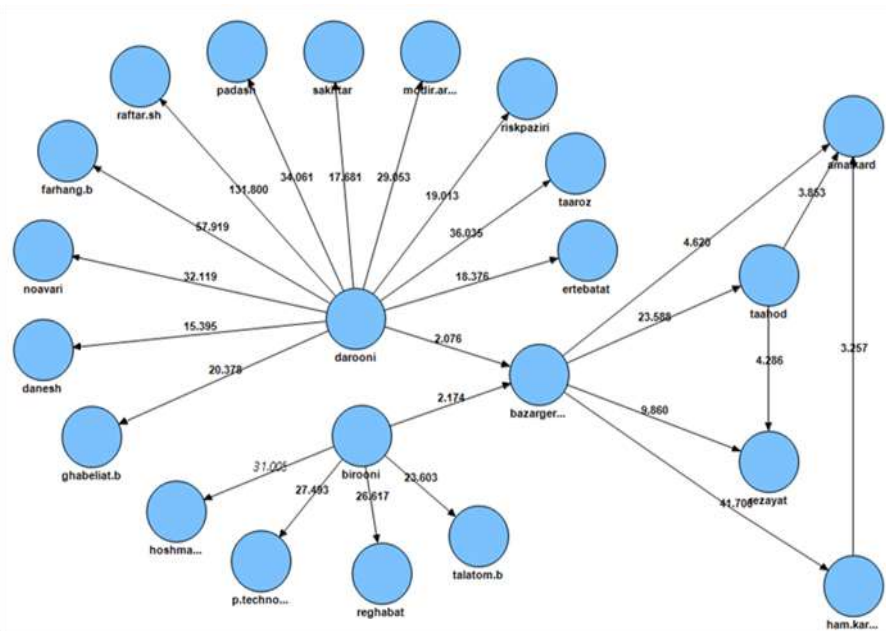 padash
sakhtar
modir.ar...
raftar.sh
riskpaziri
amalkard
farhang.b
131.800
34.061
17.681
29.053
19.013
taaroz
3.853
57.919
36.035
4.620
noavari
32.119
18.376
ertebatat
23.588
taahod
15.395
darooni
2.076
4.286
3.257
danesh
20.378
2.174
bazarger...
9.860
ghabeliat.b
31.005
birooni
27.493
26.617
23.603
rezayat
41.706
hoshma...
talatom.b
p.techno...
reghabat
ham.kar...